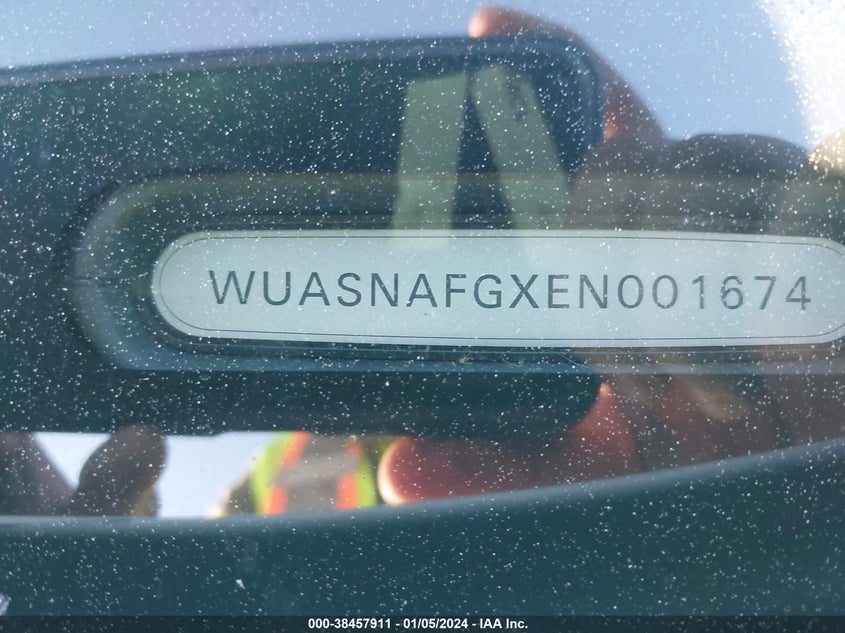 WUASNAFGXEN001674
000-38457911 - 01/05/2024 - IAA Inc.